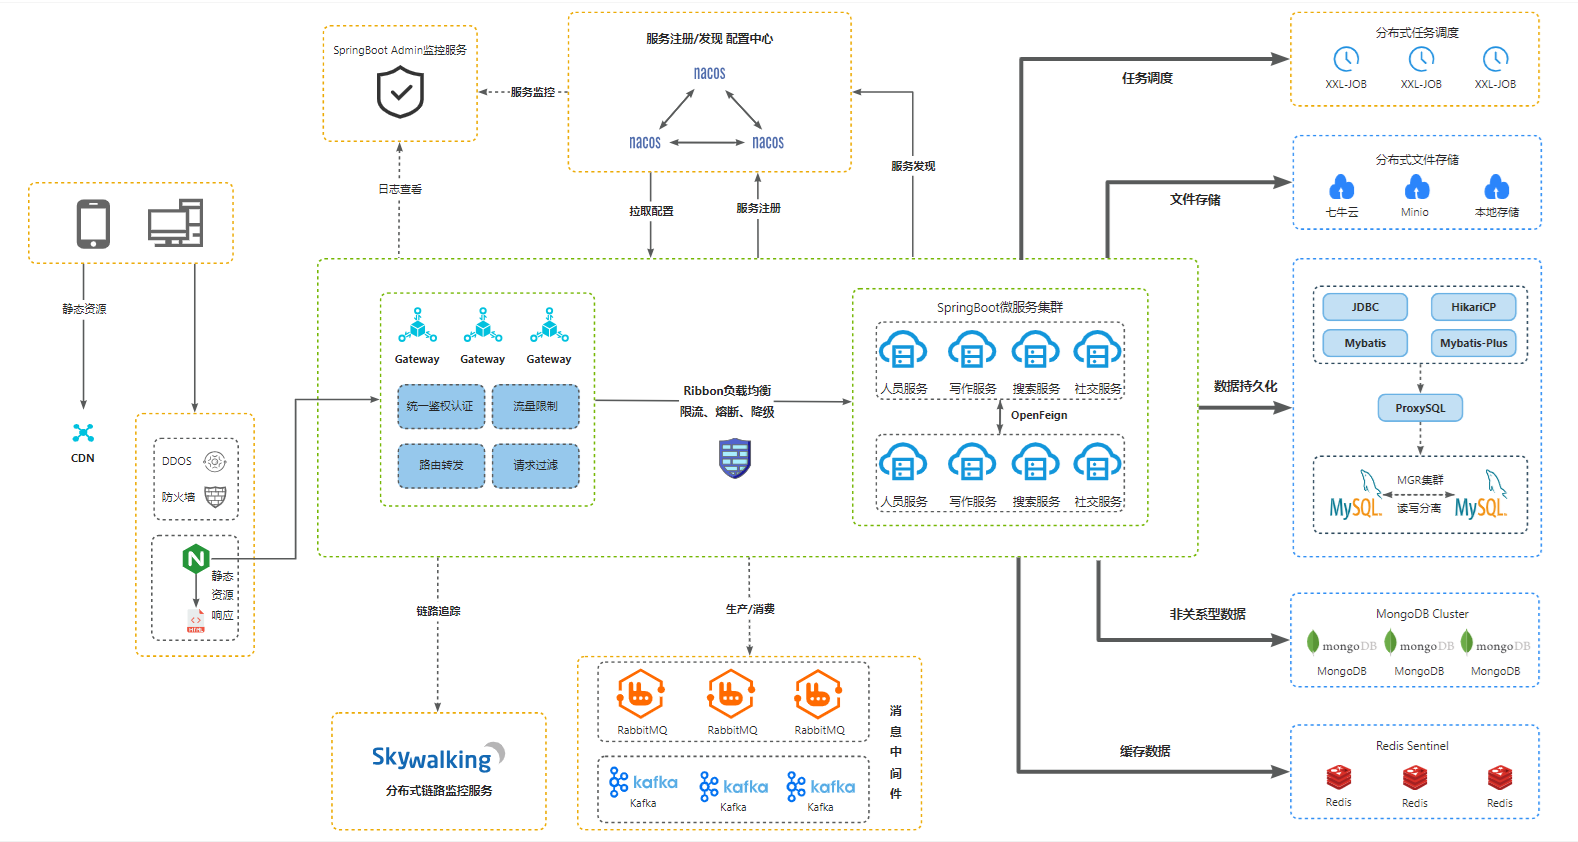 SpringBoot Admin监控服务
服务监控
日志查看
服务注册/发现 配置中心
nacos
nacos
nacos
拉取配置
服务注册
服务发现
任务调度
分布式任务调度
XXL-JOB
XXL-JOB
XXL-JOB
文件存储
分布式文件存储
七牛云
Minio
本地存储
静态资源
CDN
DDOS
防火墙
静态
资源
响应
HTML
Gateway
Gateway
Gateway
统一鉴权认证
流量限制
路由转发
请求过滤
Ribbon负载均衡
限流、熔断、降级
SpringBoot微服务集群
人员服务
写作服务
搜索服务
社交服务
OpenFeign
人员服务
写作服务
搜索服务
社交服务
数据持久化
JDBC
HikariCP
Mybatis
Mybatis-Plus
ProxySQL
MGR集群
MySQL
读写分离
MySQL
链路追踪
Skywalking
分布式链路监控服务
生产/消费
RabbitMQ
RabbitMQ
RabbitMQ
kafka
kafka
kafka
Kafka
Kafka
Kafka
消
息
中
间
件
非关系型数据
MongoDB Cluster
mongoDB
mongoDB
mongoDB
MongoDB
MongoDB
MongoDB
缓存数据
Redis Sentinel
Redis
Redis
Redis